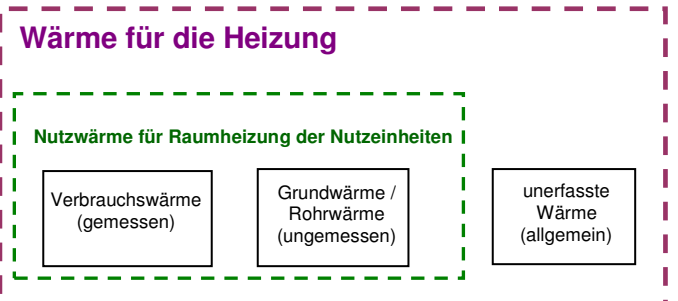 Wärme für die Heizung
Nutzwärme für Raumheizung der Nutzeinheiten
Verbrauchswärme
(gemessen)
Grundwärme /
Rohrwärme
(ungemessen)
unerfasste
Wärme
(allgemein)